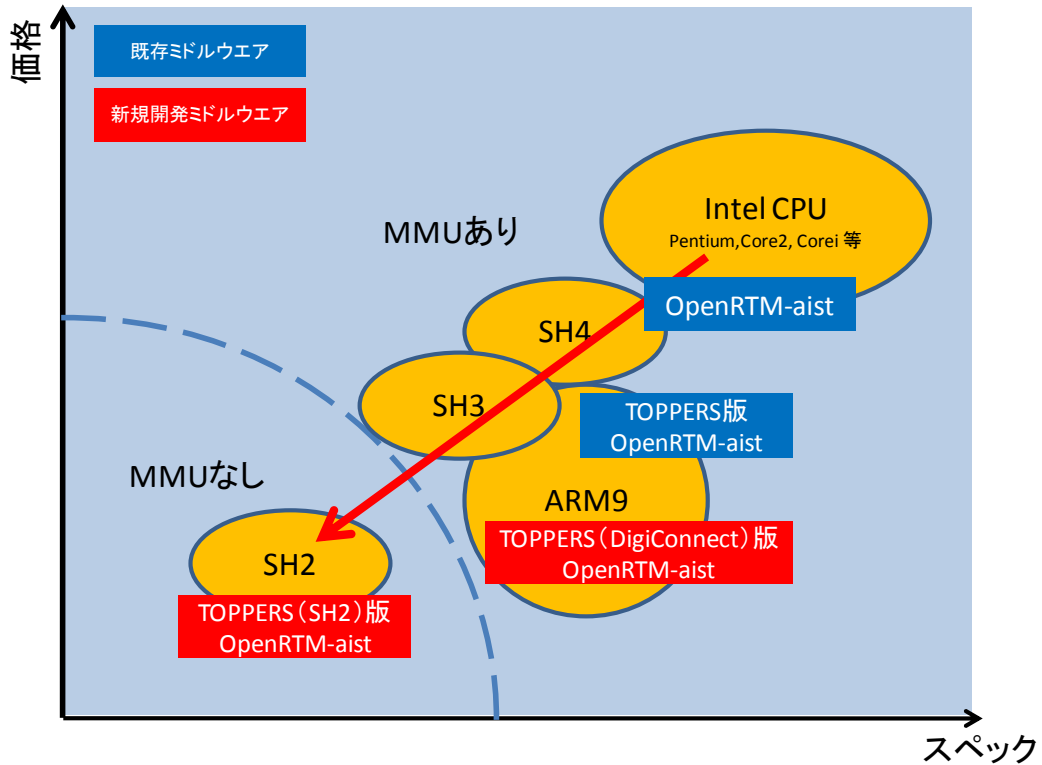 価格
既存ミドルウエア
新規開発ミドルウエア
Intel CPU
Pentium,Core2, Corei 等
MMUあり
OpenRTM-aist
SH4
SH3
TOPPERS版
OpenRTM-aist
MMUなし
ARM9
TOPPERS(DigiConnect)版
OpenRTM-aist
SH2
TOPPERS(SH2)版
OpenRTM-aist
スペック